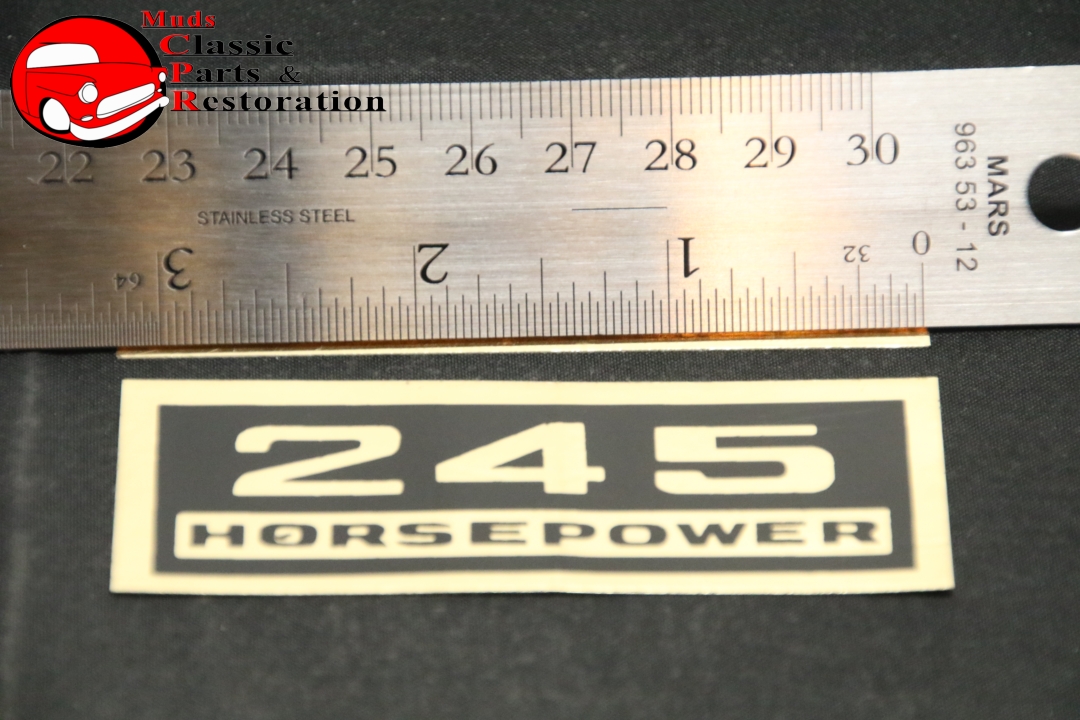 Muds
Classic
Parts &
Restoration
22 23 24 25 26 27 28 29 30
STAINLESS STEEL
MARS
963 53 - 12
64 3 2 1 32 0
245
HORSEPOWER